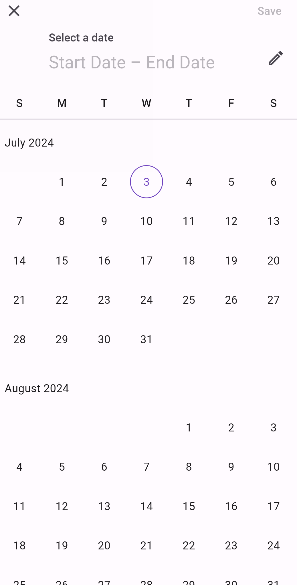 Save
Select a date
Start Date – End Date
S M T W T F S
July 2024
1 2 3 4 5 6
7 8 9 10 11 12 13
14 15 16 17 18 19 20
21 22 23 24 25 26 27
28 29 30 31
August 2024
1 2 3
4 5 6 7 8 9 10
11 12 13 14 15 16 17
18 19 20 21 22 23 24
25 26 27 28 29 30 31